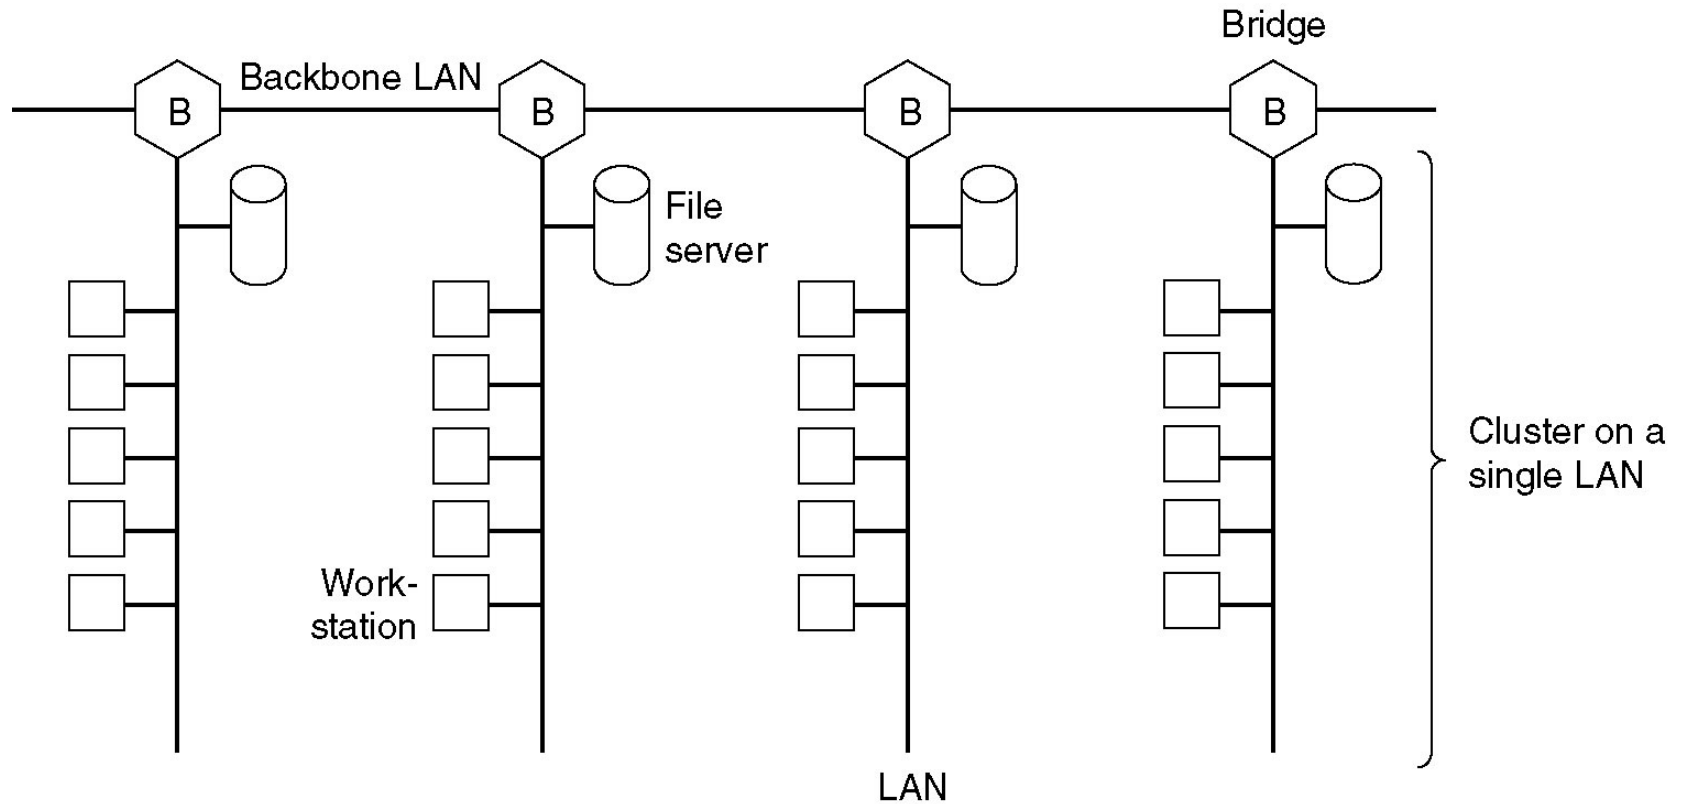 Bridge
Backbone LAN
B
B
B
B
File
server
Cluster on a
single LAN
Work-
station
LAN